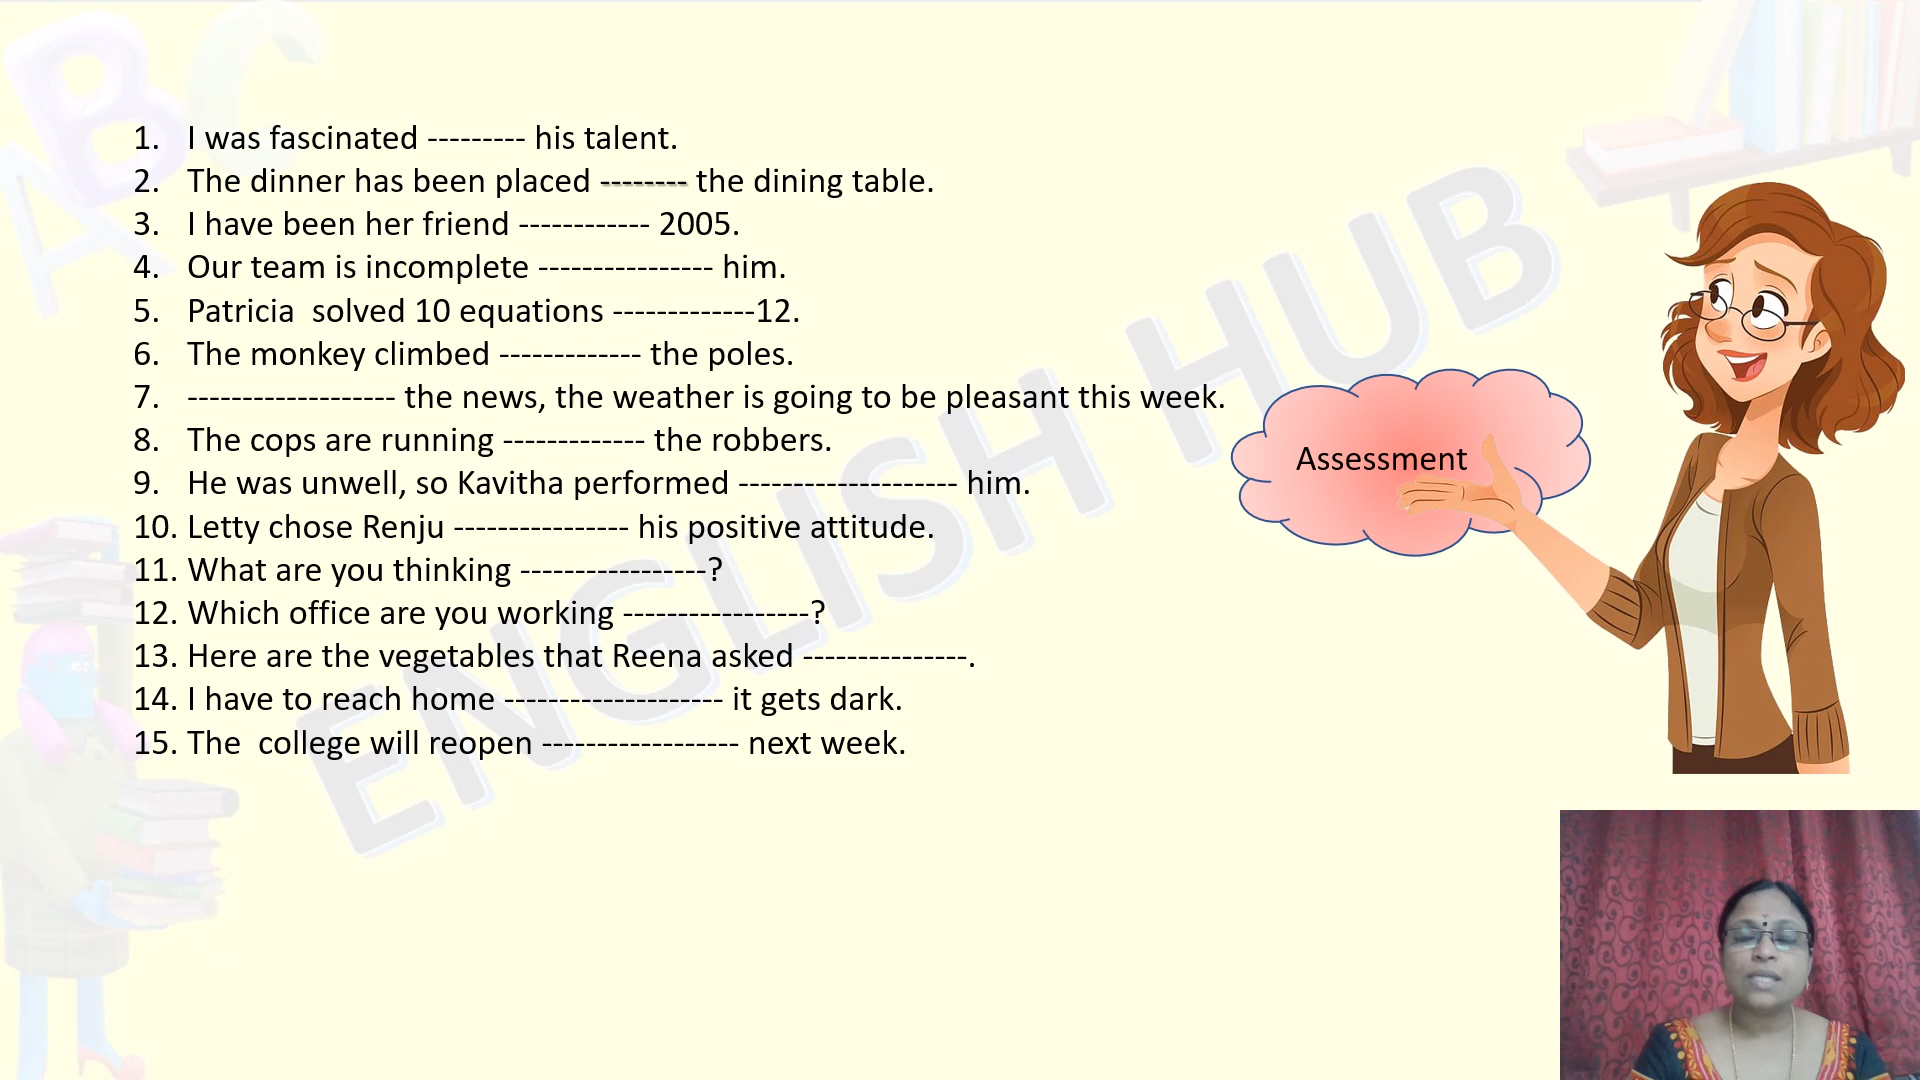 1. I was fascinated --------- his talent.
2. The dinner has been placed -------- the dining table.
3. I have been her friend ------------ 2005.
4. Our team is incomplete ---------------- him.
5. Patricia  solved 10 equations -------------12.
6. The monkey climbed ------------- the poles.
7. ------------------- the news, the weather is going to be pleasant this week.
8. The cops are running ------------- the robbers.
9. He was unwell, so Kavitha performed -------------------- him.
10. Letty chose Renju ---------------- his positive attitude.
11. What are you thinking -----------------?
12. Which office are you working -----------------?
13. Here are the vegetables that Reena asked ---------------.
14. I have to reach home -------------------- it gets dark.
15. The  college will reopen ------------------ next week.
Assessment
ENGLISH HUB
ABC